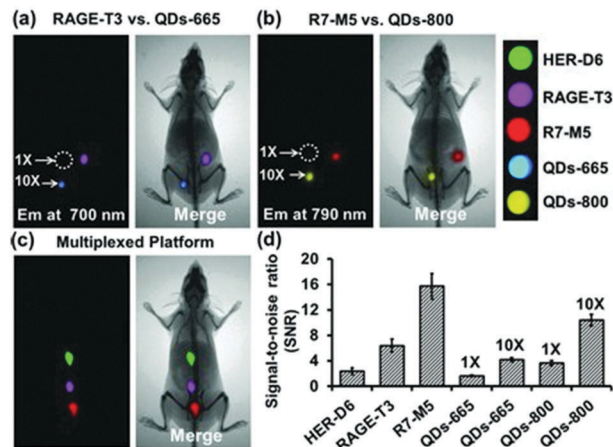 (a) RAGE-T3 vs. QDs-665
1X
10X
Em at 700 nm
Merge
(b) R7-M5 vs. QDs-800
1X
10X
Em at 790 nm
Merge
HER-D6
RAGE-T3
R7-M5
QDs-665
QDs-800
(c) Multiplexed Platform
Merge
(d)
Signal-to-noise ratio
(SNR)
20
16
12
8
4
0
1X
10X
1X
10X
HER-D6
RAGE-T3
R7-M5
QDs-665
QDs-665
QDs-800
QDs-800